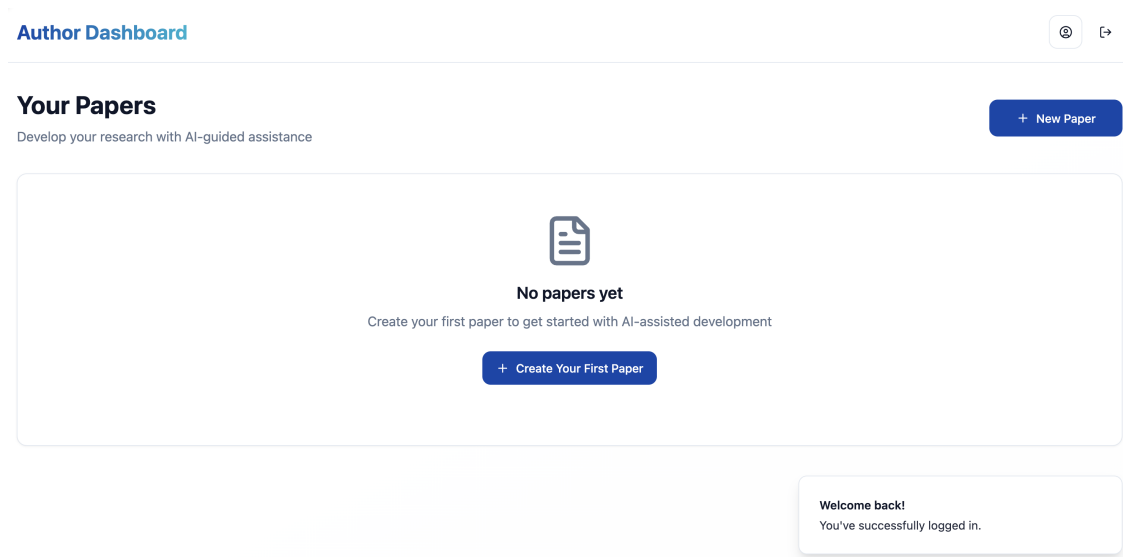 Author Dashboard
Your Papers
Develop your research with AI-guided assistance
New Paper
No papers yet
Create your first paper to get started with AI-assisted development
Create Your First Paper
Welcome back!
You've successfully logged in.